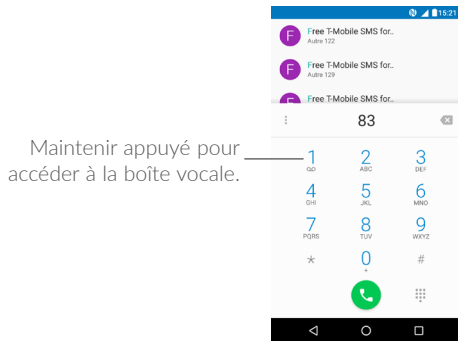 15:21
F
Free T-Mobile SMS for..
Autre 122
F
Free T-Mobile SMS for..
Autre 129
F
Free T-Mobile SMS for..
83
Maintenir appuyé pour
accéder à la boîte vocale.
1 2 3
ABC DEF
4 5 6
GHI JKL MNO
7 8 9
PQRS TUV WXYZ
* 0 #
+